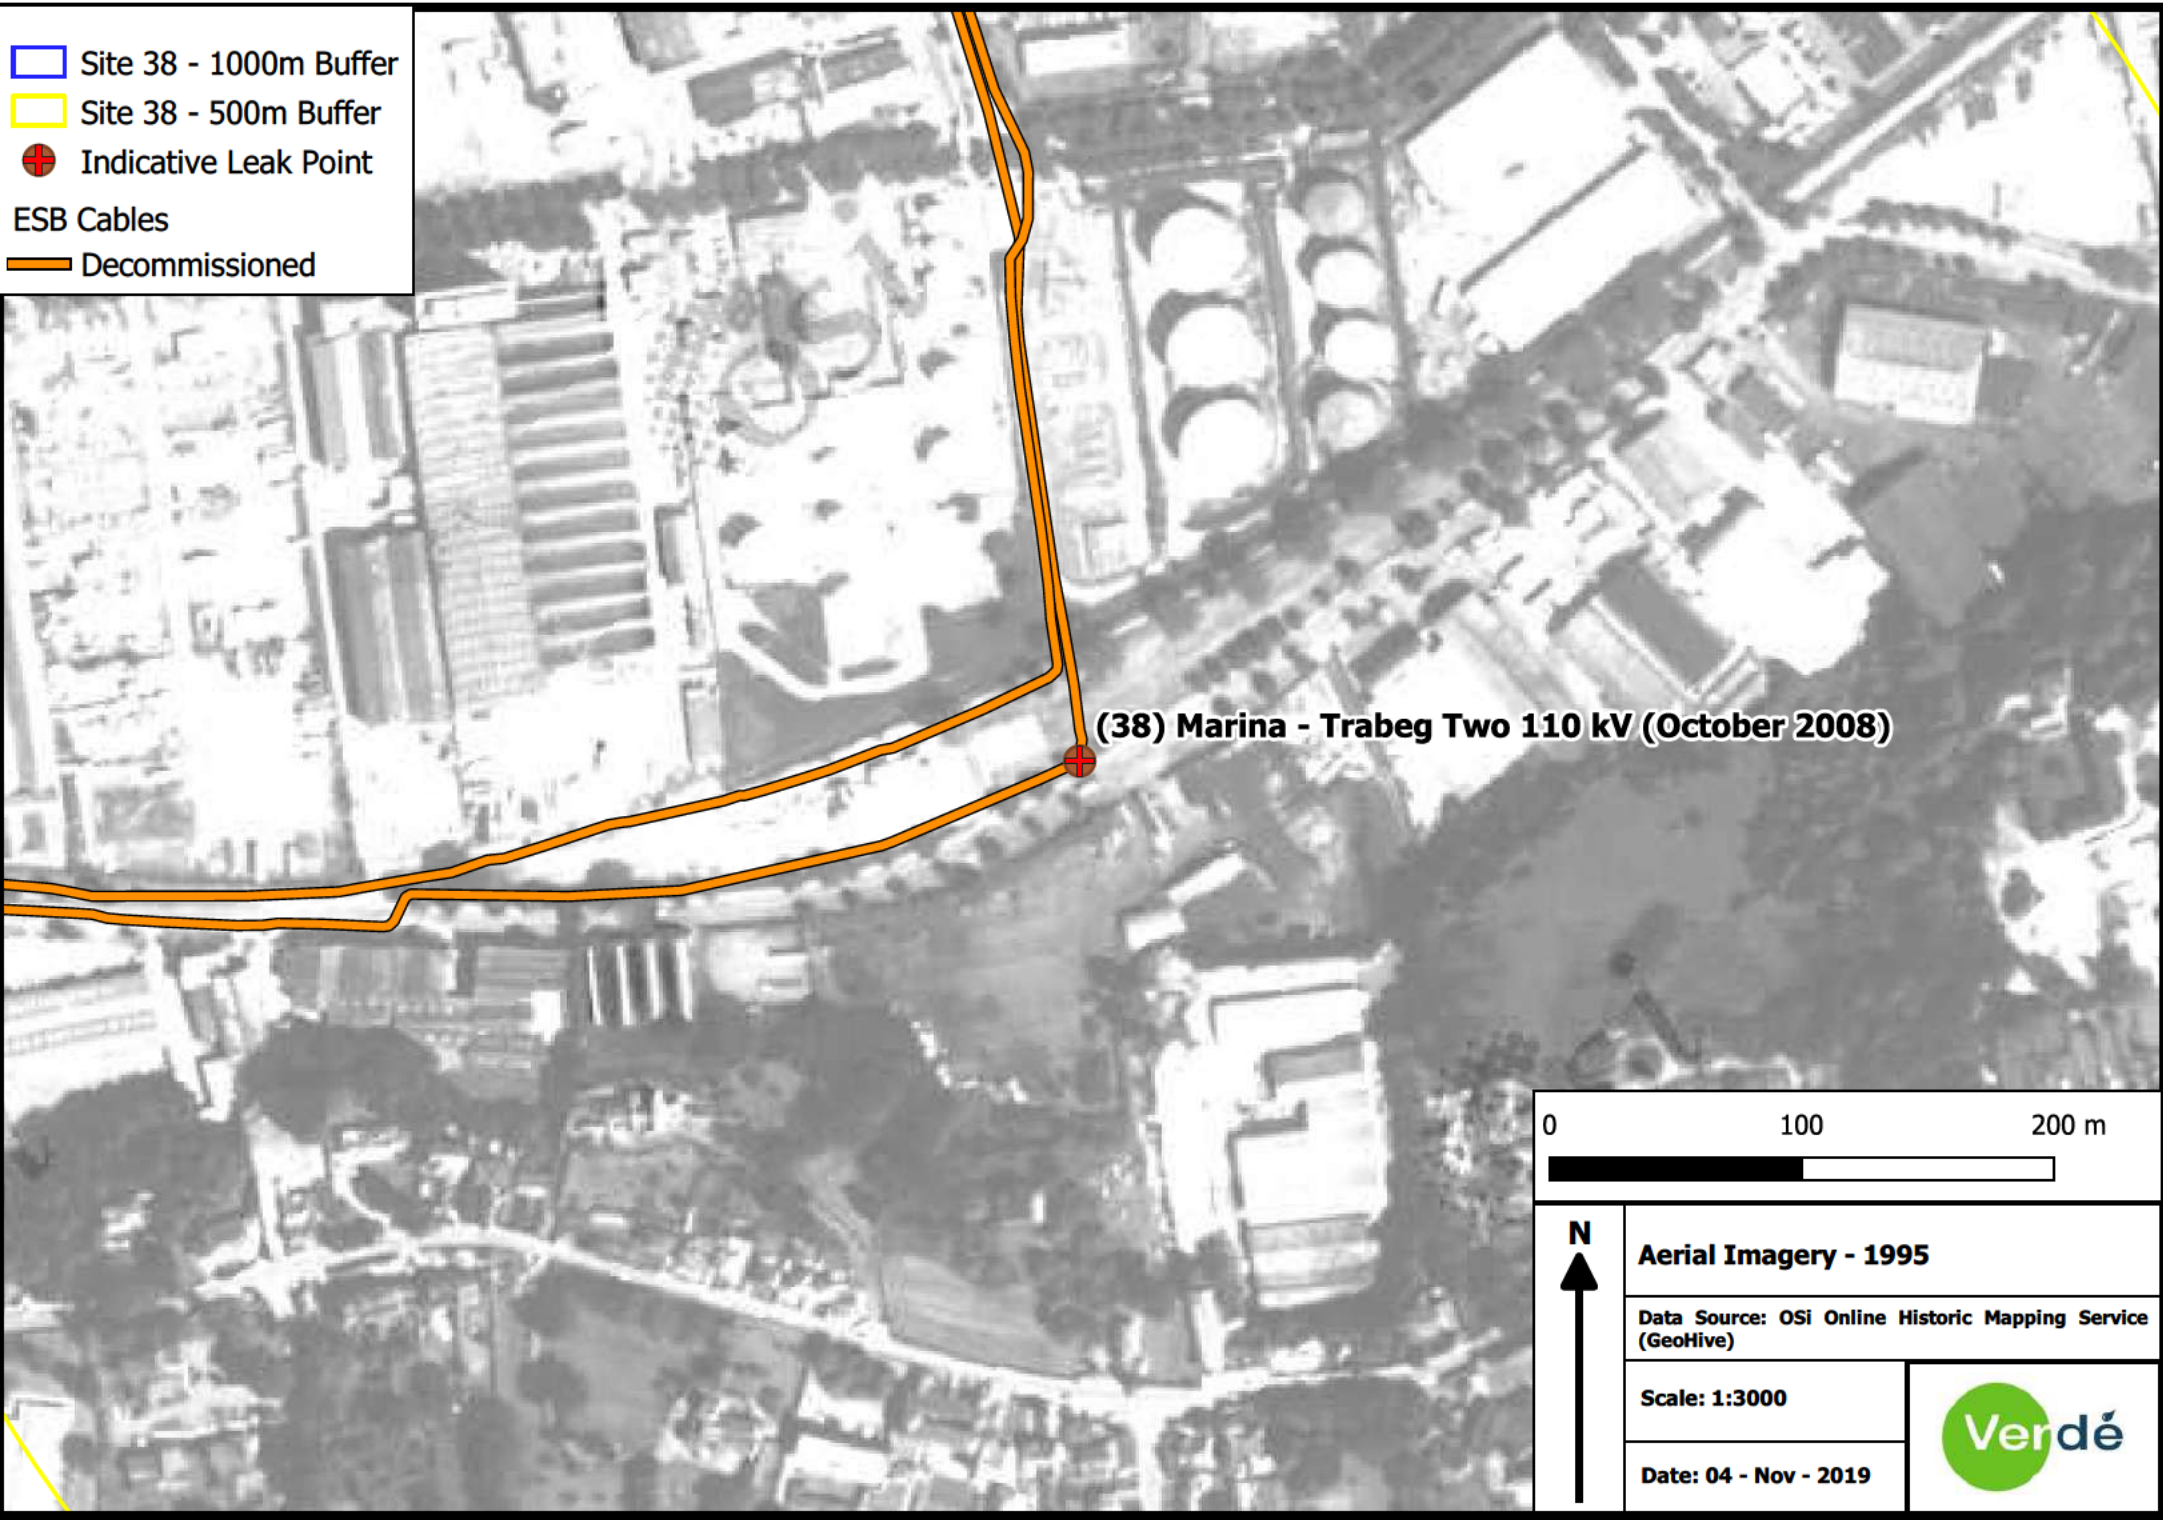 Site 38 - 1000m Buffer
Site 38 - 500m Buffer
Indicative Leak Point
ESB Cables
Decommissioned
(38) Marina - Trabeg Two 110 kV (October 2008)
0 100 200 m
N
Aerial Imagery - 1995
Data Source: OSi Online Historic Mapping Service
(GeoHive)
Scale: 1:3000
Date: 04 - Nov - 2019
Verdé